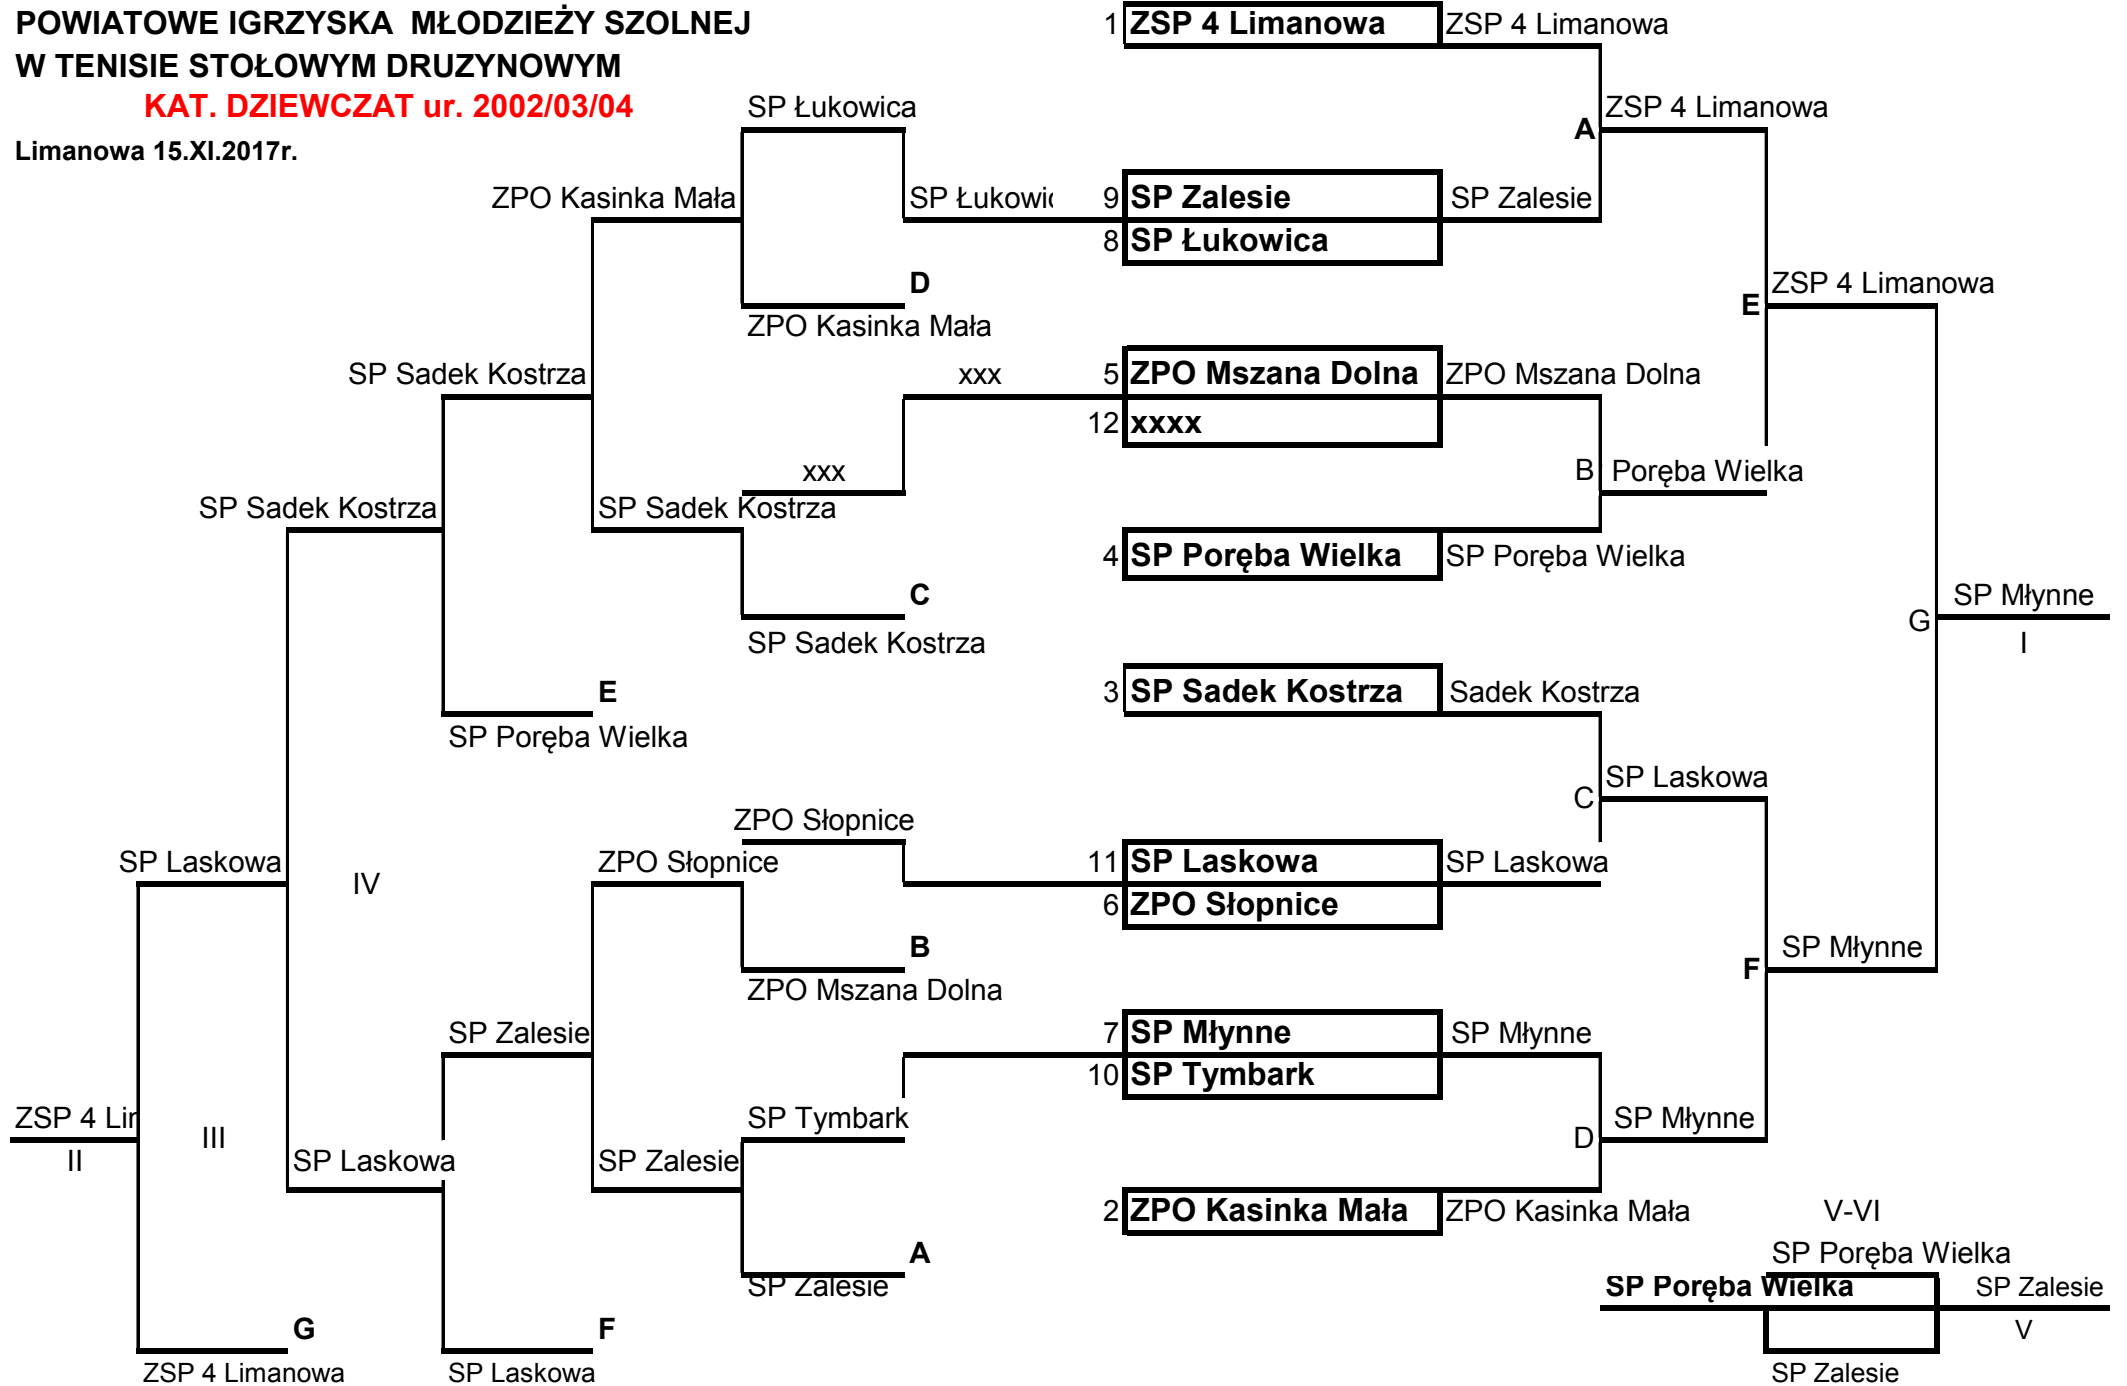 POWIATOWE IGRZYSKA MŁODZIEŻY SZOLNEJ
W TENISIE STOŁOWYM DRUZYNOWYM
KAT. DZIEWCZAT ur. 2002/03/04
Limanowa 15.XI.2017r.
1 ZSP 4 Limanowa ZSP 4 Limanowa
SP Łukowica
A ZSP 4 Limanowa
ZPO Kasinka Mała
SP Łukowic
9 SP Zalesie SP Zalesie
8 SP Łukowica
D
ZPO Kasinka Mała
E ZSP 4 Limanowa
SP Sadek Kostrza
xxx
5 ZPO Mszana Dolna ZPO Mszana Dolna
12 xxxx
xxx
B Poręba Wielka
SP Sadek Kostrza
SP Sadek Kostrza
4 SP Poręba Wielka SP Poręba Wielka
C
SP Sadek Kostrza
SP Młynne
G
I
3 SP Sadek Kostrza Sadek Kostrza
E
SP Poręba Wielka
C SP Laskowa
ZPO Słopnice
SP Laskowa
IV
ZPO Słopnice
11 SP Laskowa SP Laskowa
6 ZPO Słopnice
B
ZPO Mszana Dolna
F SP Młynne
SP Zalesie
7 SP Młynne SP Młynne
10 SP Tymbark
ZSP 4 Lir
II
III
SP Tymbark
D SP Młynne
SP Laskowa
SP Zalesie
2 ZPO Kasinka Mała ZPO Kasinka Mała
V-VI
A
SP Zalesie
SP Poręba Wielka
SP Poręba Wielka
SP Zalesie
V
G
ZSP 4 Limanowa
F
SP Laskowa
SP Zalesie